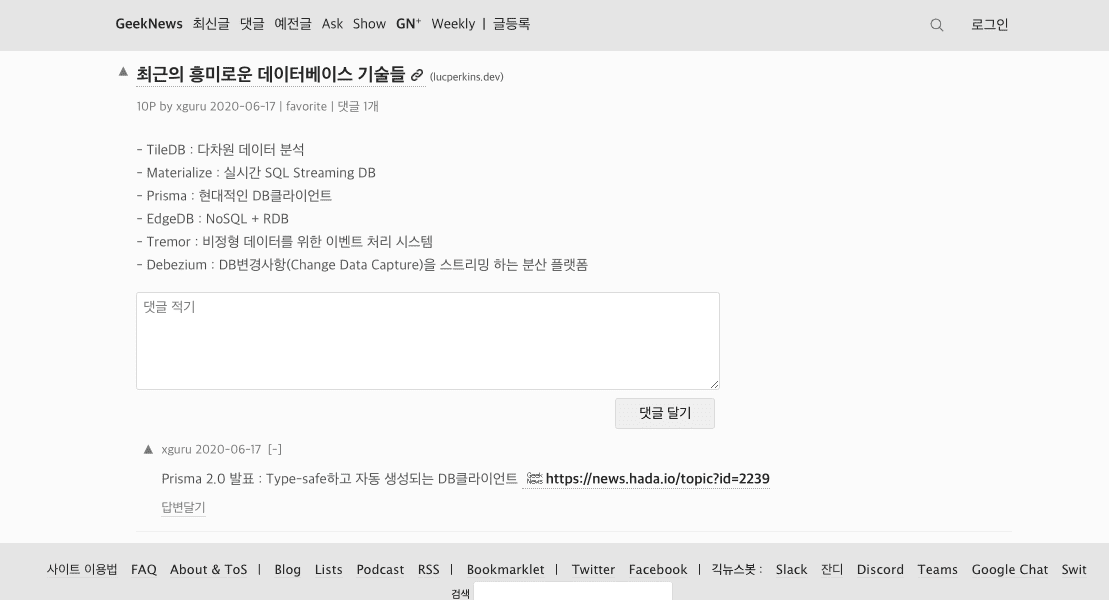 GeekNews 최신글 댓글 예전글 Ask Show GN⁺ Weekly | 글등록 로그인
▲ 최근의 흥미로운 데이터베이스 기술들 (lucperkins.dev)
10P by xguru 2020-06-17 | favorite | 댓글 1개
- TileDB : 다차원 데이터 분석
- Materialize : 실시간 SQL Streaming DB
- Prisma : 현대적인 DB클라이언트
- EdgeDB : NoSQL + RDB
- Tremor : 비정형 데이터를 위한 이벤트 처리 시스템
- Debezium : DB변경사항(Change Data Capture)을 스트리밍 하는 분산 플랫폼
댓글 적기
댓글 달기
▲ xguru 2020-06-17 [-]
Prisma 2.0 발표 : Type-safe하고 자동 생성되는 DB클라이언트 https://news.hada.io/topic?id=2239
답변달기
사이트 이용법 FAQ About & ToS | Blog Lists Podcast RSS | Bookmarklet | Twitter Facebook | 긱뉴스봇 : Slack 잔디 Discord Teams Google Chat Swit
검색